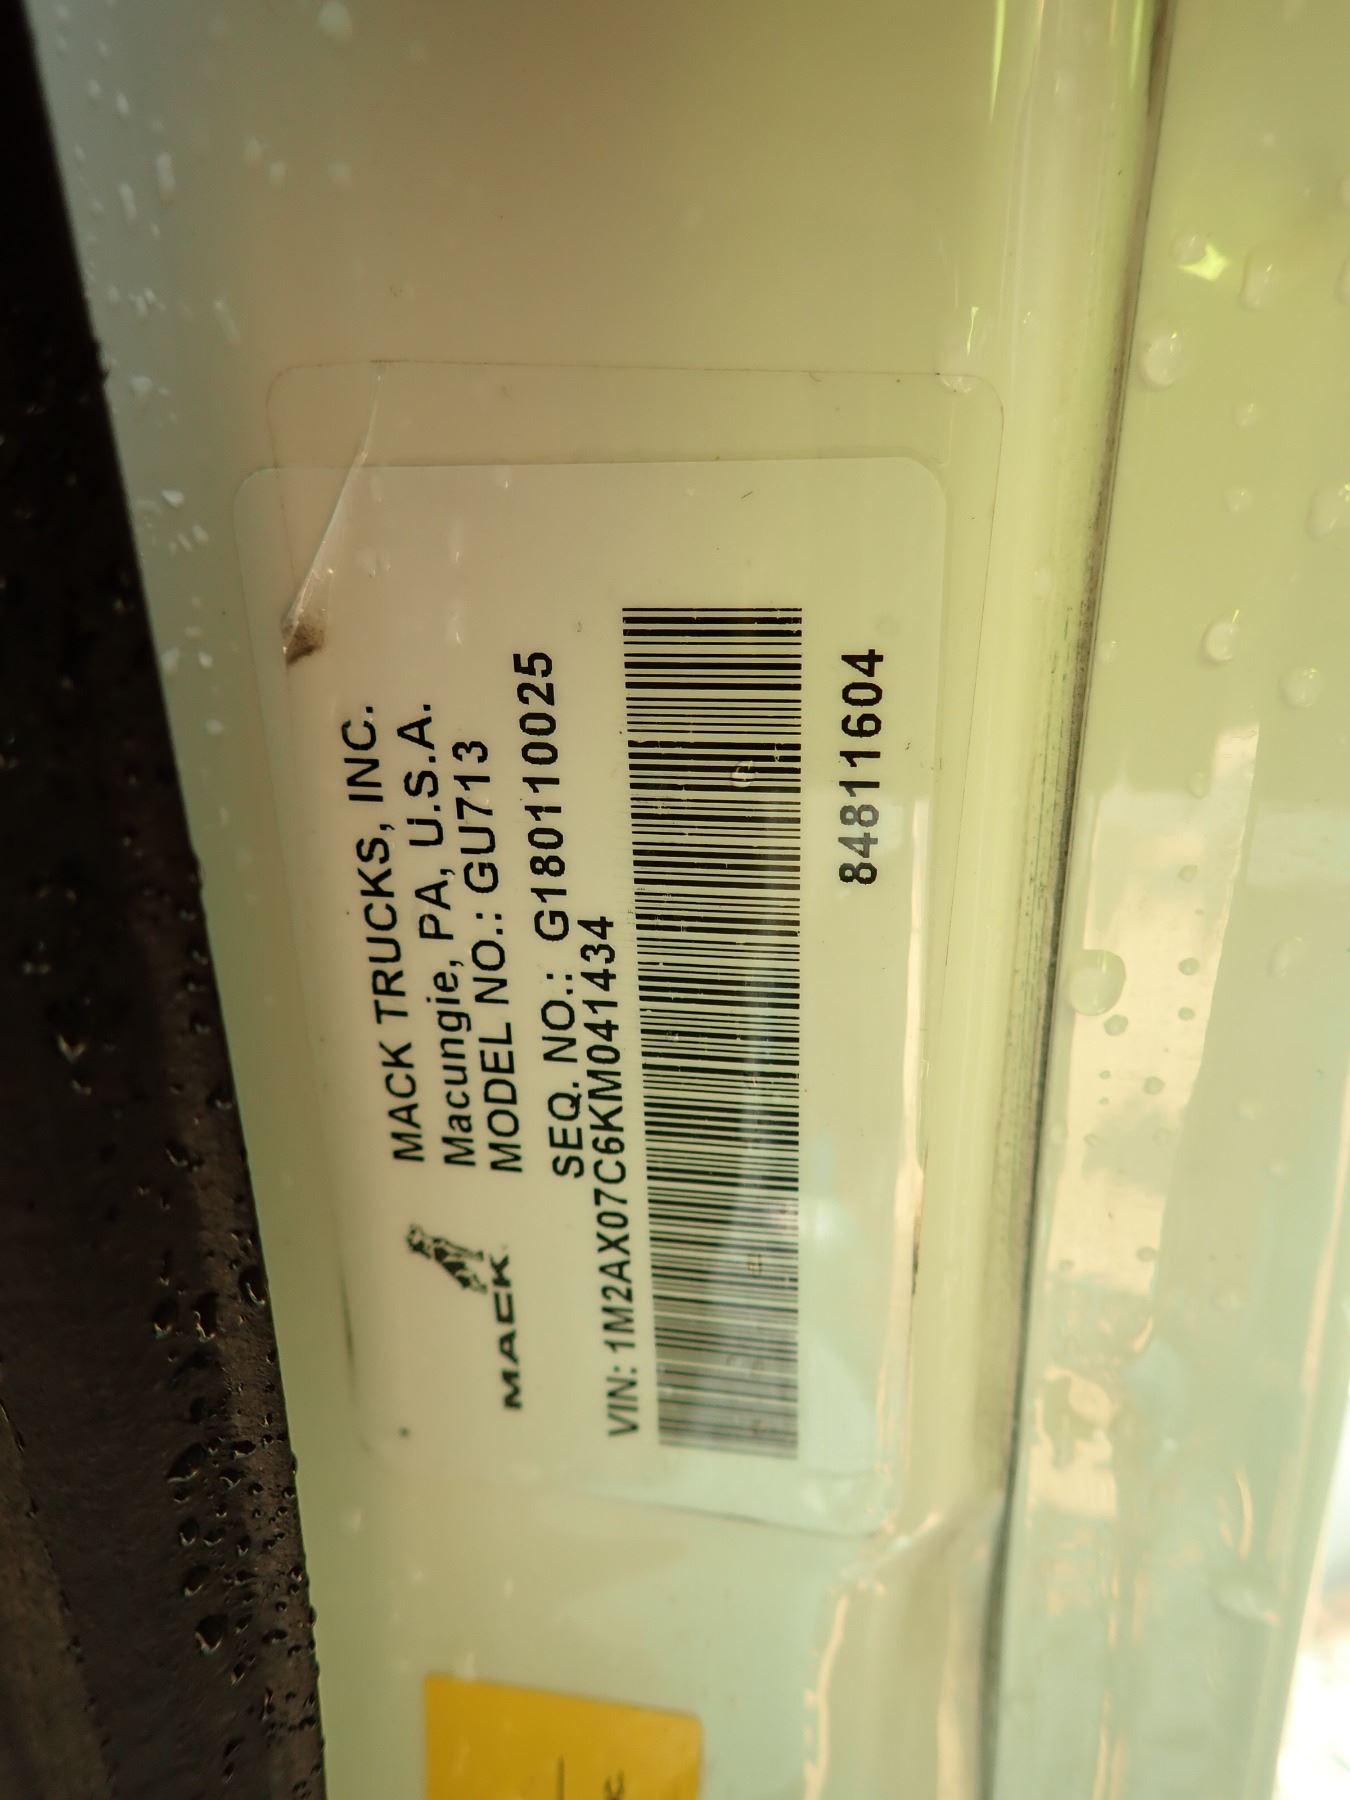 MACK TRUCKS, INC.
Macungie, PA, U.S.A.
MODEL NO.: GU713
SEQ. NO.: G180110025
MACK
VIN: 1M2AX07C6KM041434
84811604